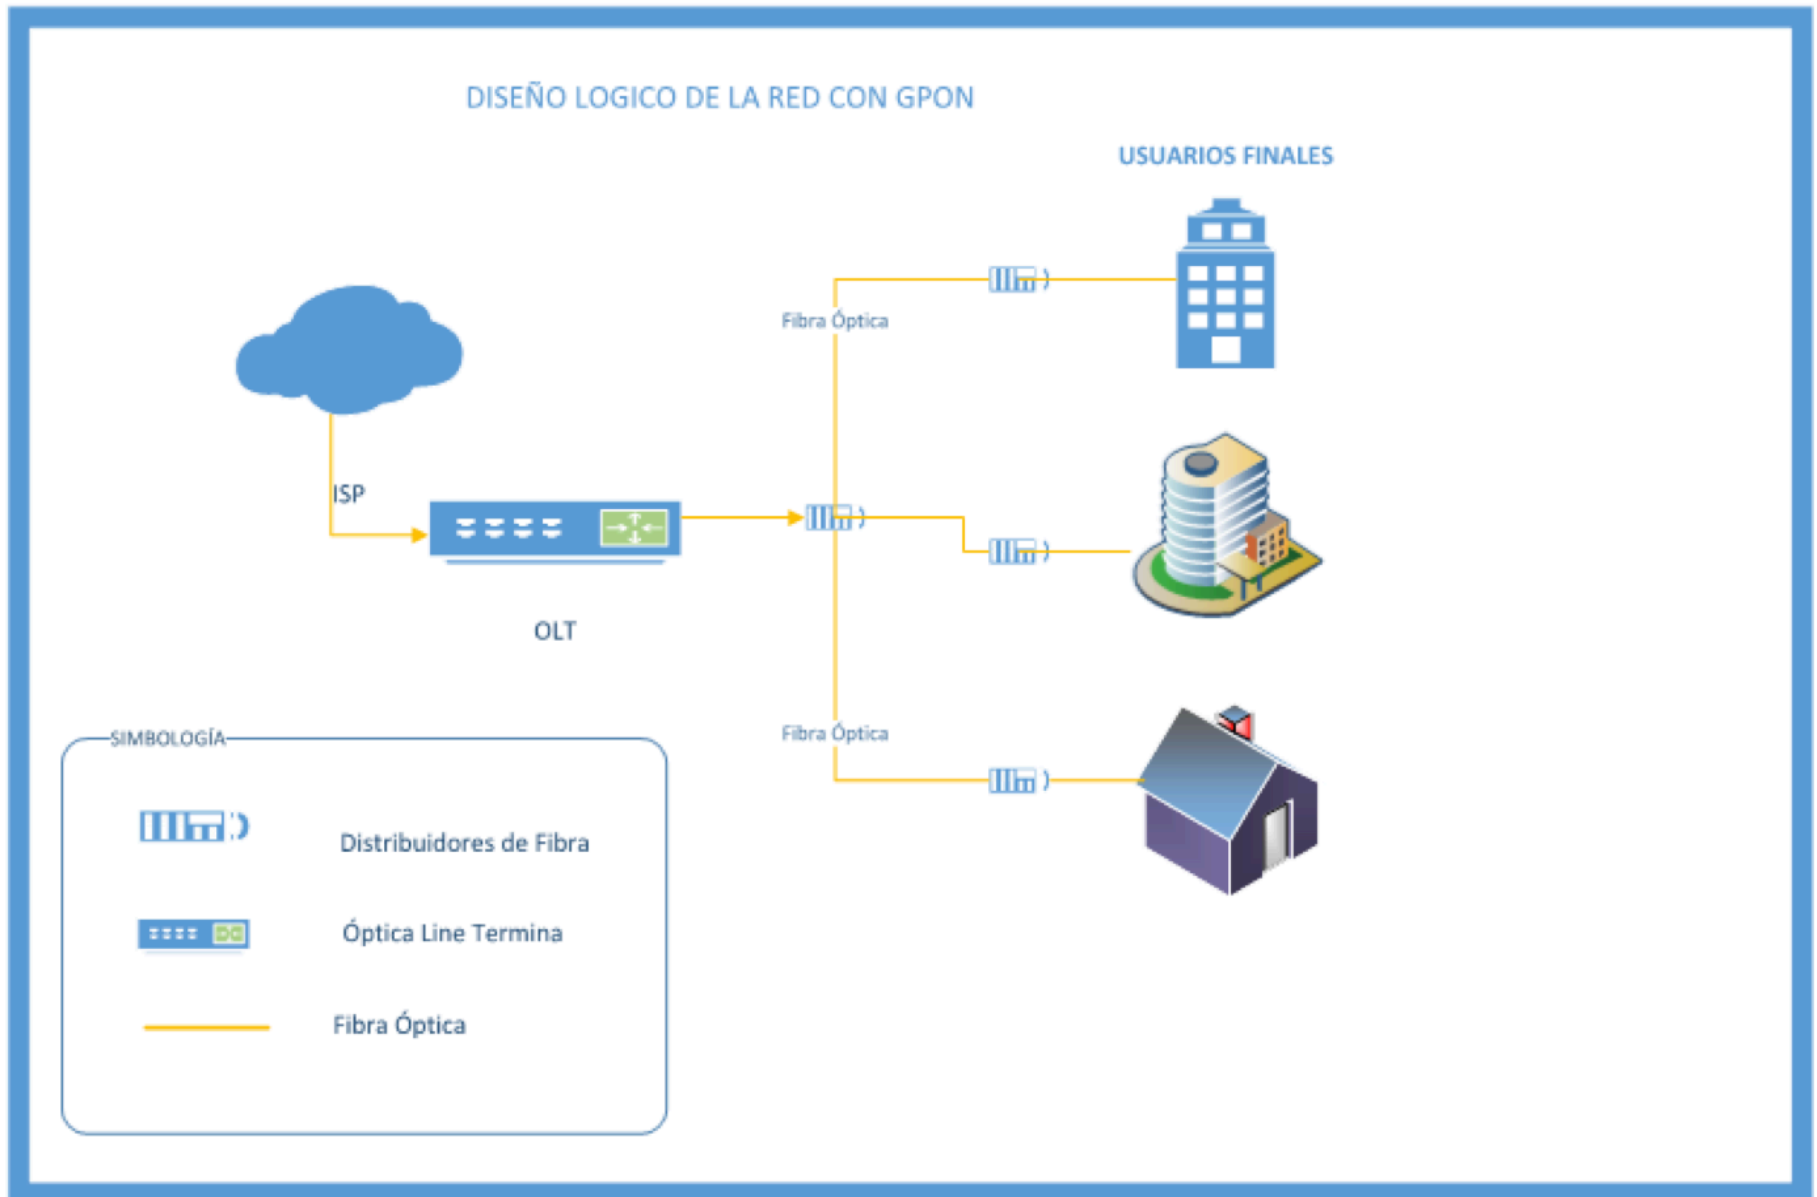 DISEÑO LOGICO DE LA RED CON GPON
USUARIOS FINALES
Fibra Óptica
ISP
OLT
Fibra Óptica
SIMBOLOGÍA
Distribuidores de Fibra
Óptica Line Termina
Fibra Óptica